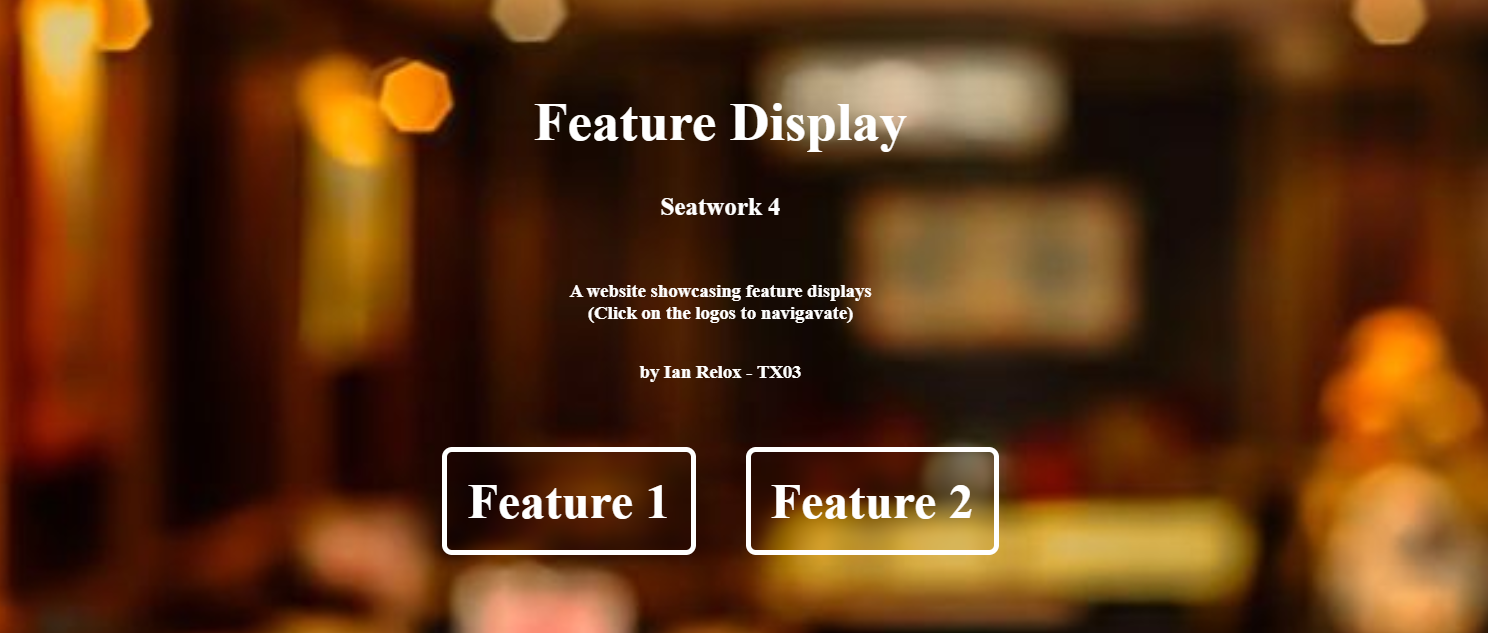 Feature Display
Seatwork 4
A website showcasing feature displays
(Click on the logos to navigavate)
by Ian Relox - TX03
Feature 1
Feature 2